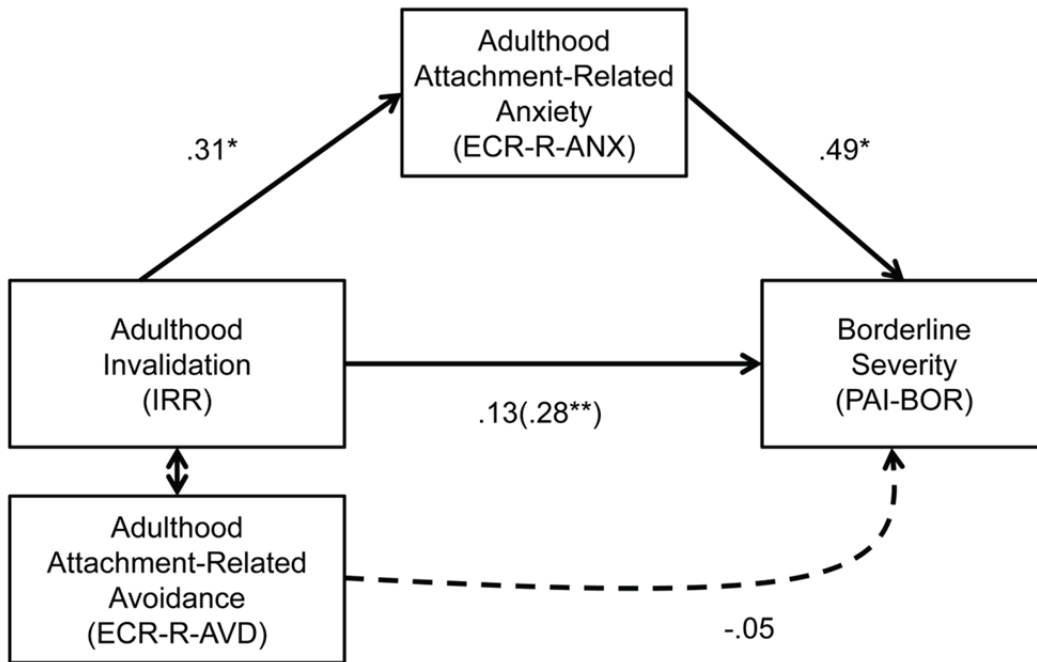 Adulthood
Attachment-Related
Anxiety
(ECR-R-ANX)
.31*
.49*
Adulthood
Invalidation
(IRR)
Borderline
Severity
(PAI-BOR)
.13(.28**)
Adulthood
Attachment-Related
Avoidance
(ECR-R-AVD)
-.05